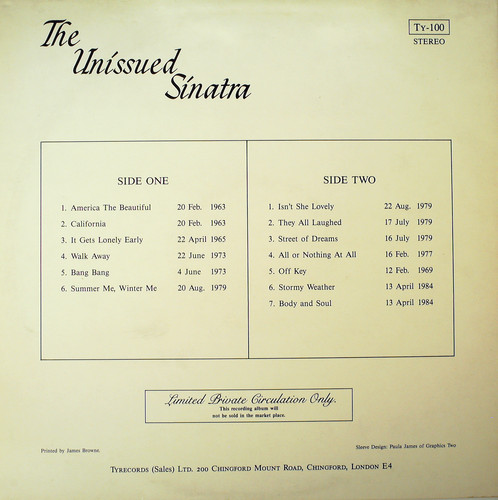 The
Unissued
Sinatra
Ty-100
STEREO
SIDE ONE
1. America The Beautiful 20 Feb. 1963
2. California 20 Feb. 1963
3. It Gets Lonely Early 22 April 1965
4. Walk Away 22 June 1973
5. Bang Bang 4 June 1973
6. Summer Me, Winter Me 20 Aug. 1979
SIDE TWO
1. Isn't She Lovely 22 Aug. 1979
2. They All Laughed 17 July 1979
3. Street of Dreams 16 July 1979
4. All or Nothing At All 16 Feb. 1977
5. Off Key 12 Feb. 1969
6. Stormy Weather 13 April 1984
7. Body and Soul 13 April 1984
Limited Private Circulation Only.
This recording album will
not be sold in the market place.
Printed by James Browne.
Sleeve Design: Paula James of Graphics Two
Tyrecords (Sales) Ltd. 200 Chingford Mount Road, Chingford, London E4